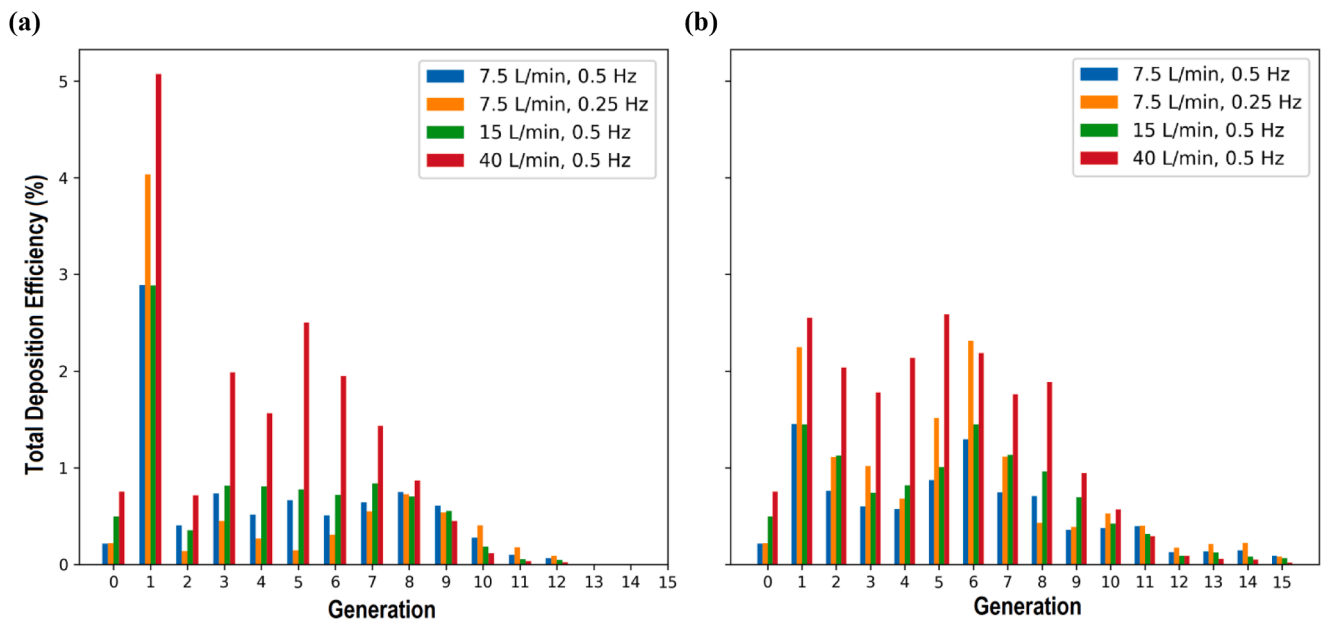 (a)
(b)
Total Deposition Efficiency (%)
5
4
3
2
1
0
7.5 L/min, 0.5 Hz
7.5 L/min, 0.25 Hz
15 L/min, 0.5 Hz
40 L/min, 0.5 Hz
0 1 2 3 4 5 6 7 8 9 10 11 12 13 14 15
Generation
7.5 L/min, 0.5 Hz
7.5 L/min, 0.25 Hz
15 L/min, 0.5 Hz
40 L/min, 0.5 Hz
0 1 2 3 4 5 6 7 8 9 10 11 12 13 14 15
Generation